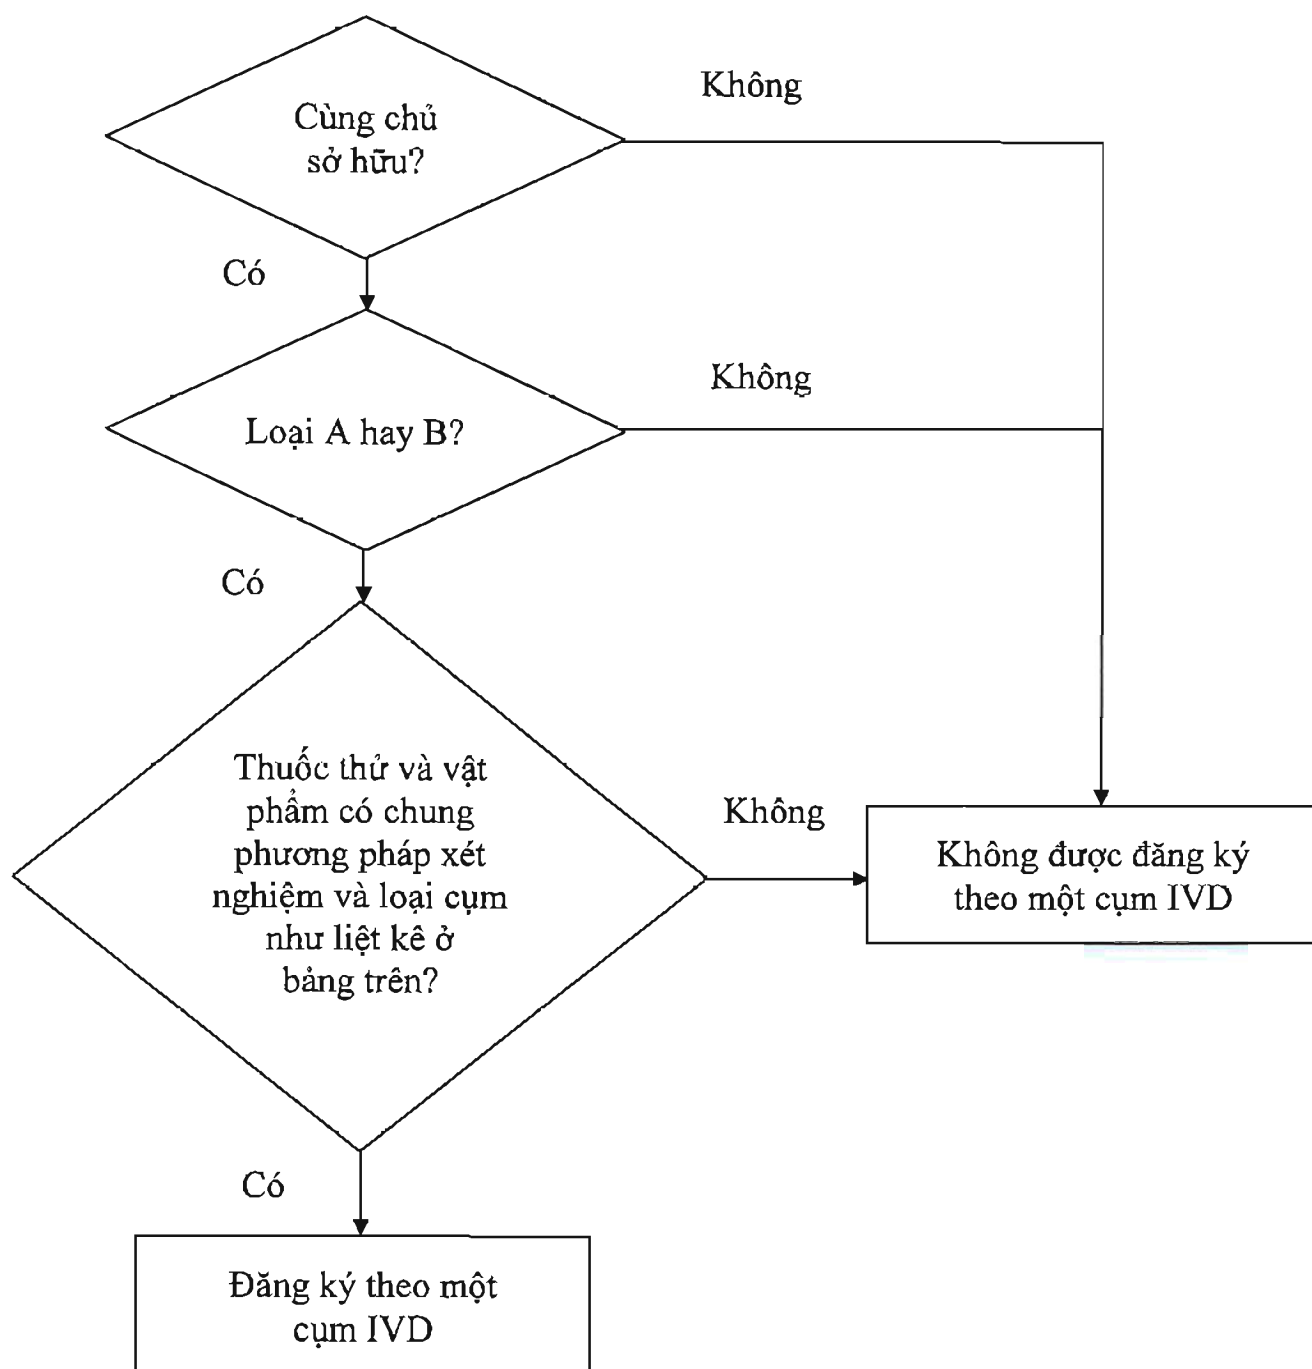 Không
Cùng chủ
sở hữu?
Có
Không
Loại A hay B?
Có
Thuốc thử và vật
phẩm có chung
phương pháp xét
nghiệm và loại cụm
như liệt kê ở
bảng trên?
Không
Không được đăng ký
theo một cụm IVD
Có
Đăng ký theo một
cụm IVD